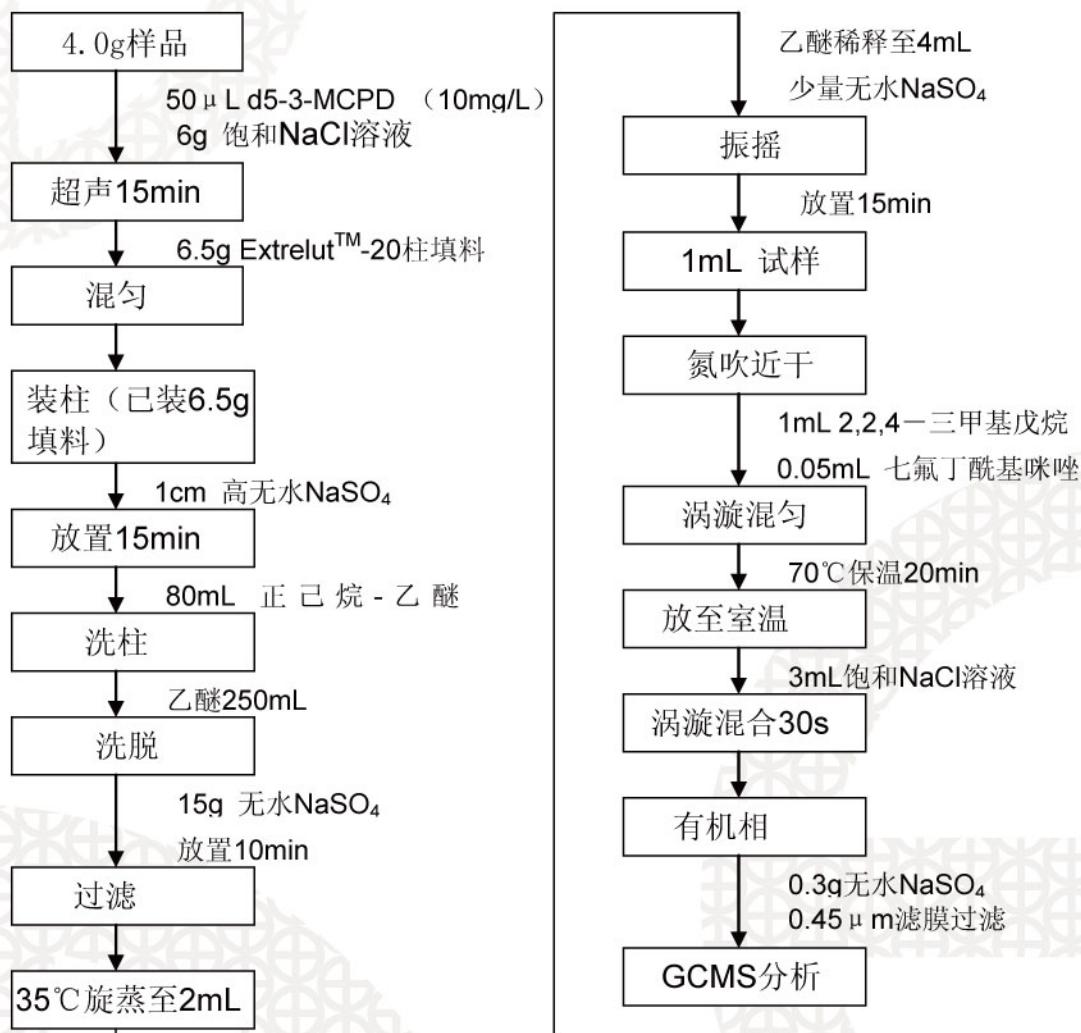 4.0g样品
50μL d5-3-MCPD （10mg/L）
6g 饱和NaCl溶液
超声15min
6.5g Extrelut™-20柱填料
混匀
装柱（已装6.5g
填料）
1cm 高无水NaSO₄
放置15min
80mL 正己烷-乙醚
洗柱
乙醚250mL
洗脱
15g 无水NaSO₄
放置10min
过滤
35℃旋蒸至2mL
乙醚稀释至4mL
少量无水NaSO₄
振摇
放置15min
1mL 试样
氮吹近干
1mL 2,2,4－三甲基戊烷
0.05mL 七氟丁酰基咪唑
涡漩混匀
70℃保温20min
放至室温
3mL饱和NaCl溶液
涡漩混合30s
有机相
0.3g无水NaSO₄
0.45μm滤膜过滤
GCMS分析